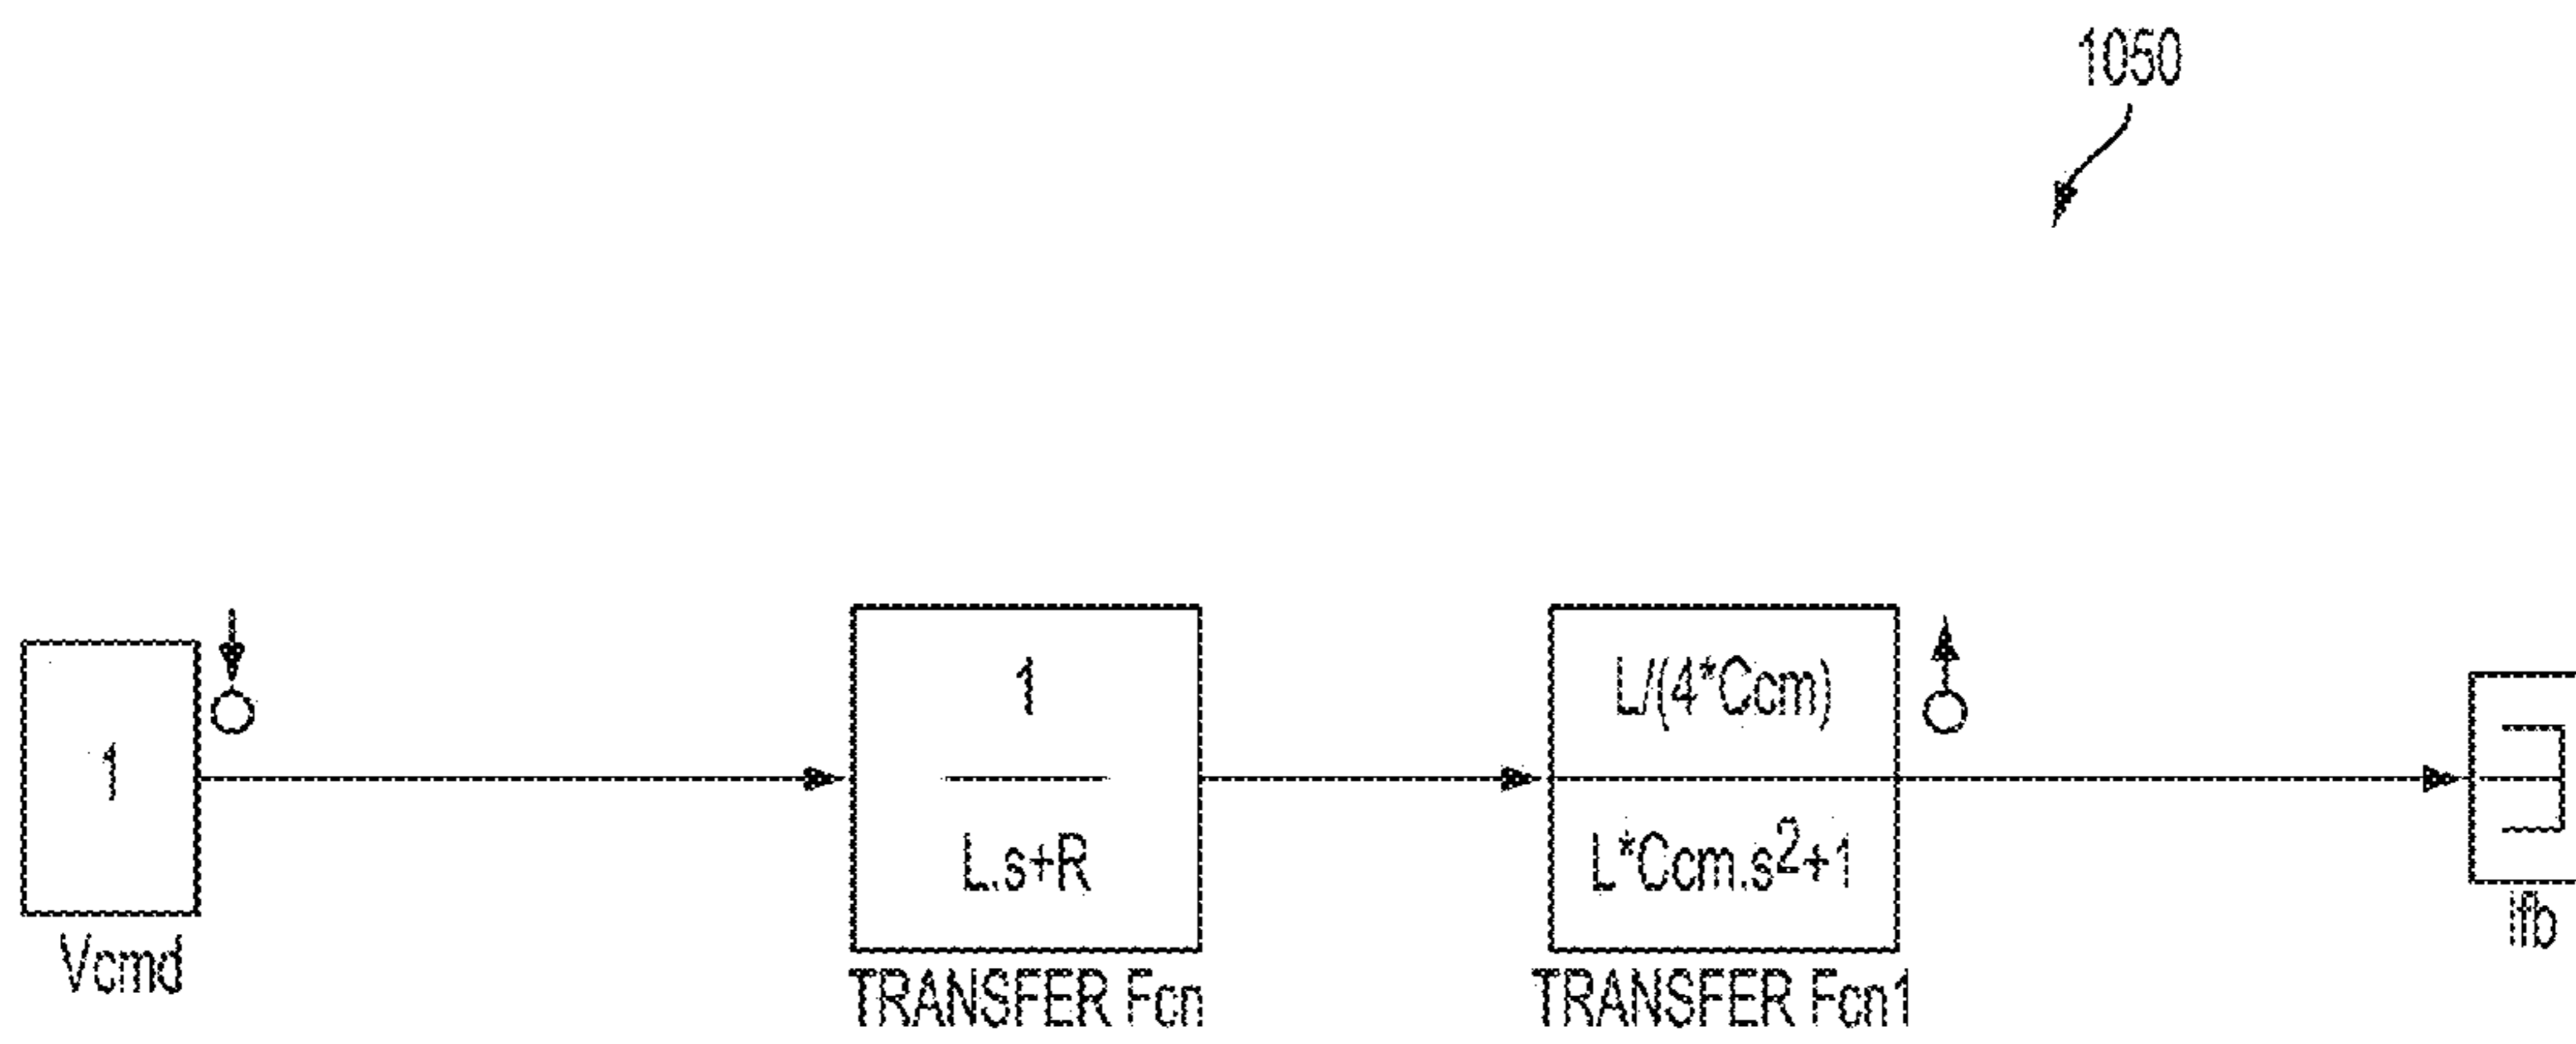 1050
1
Vcmd
1
L.s+R
TRANSFER Fcn
L/(4*Ccm)
L*Ccm.s²+1
TRANSFER Fcn1
Ifb